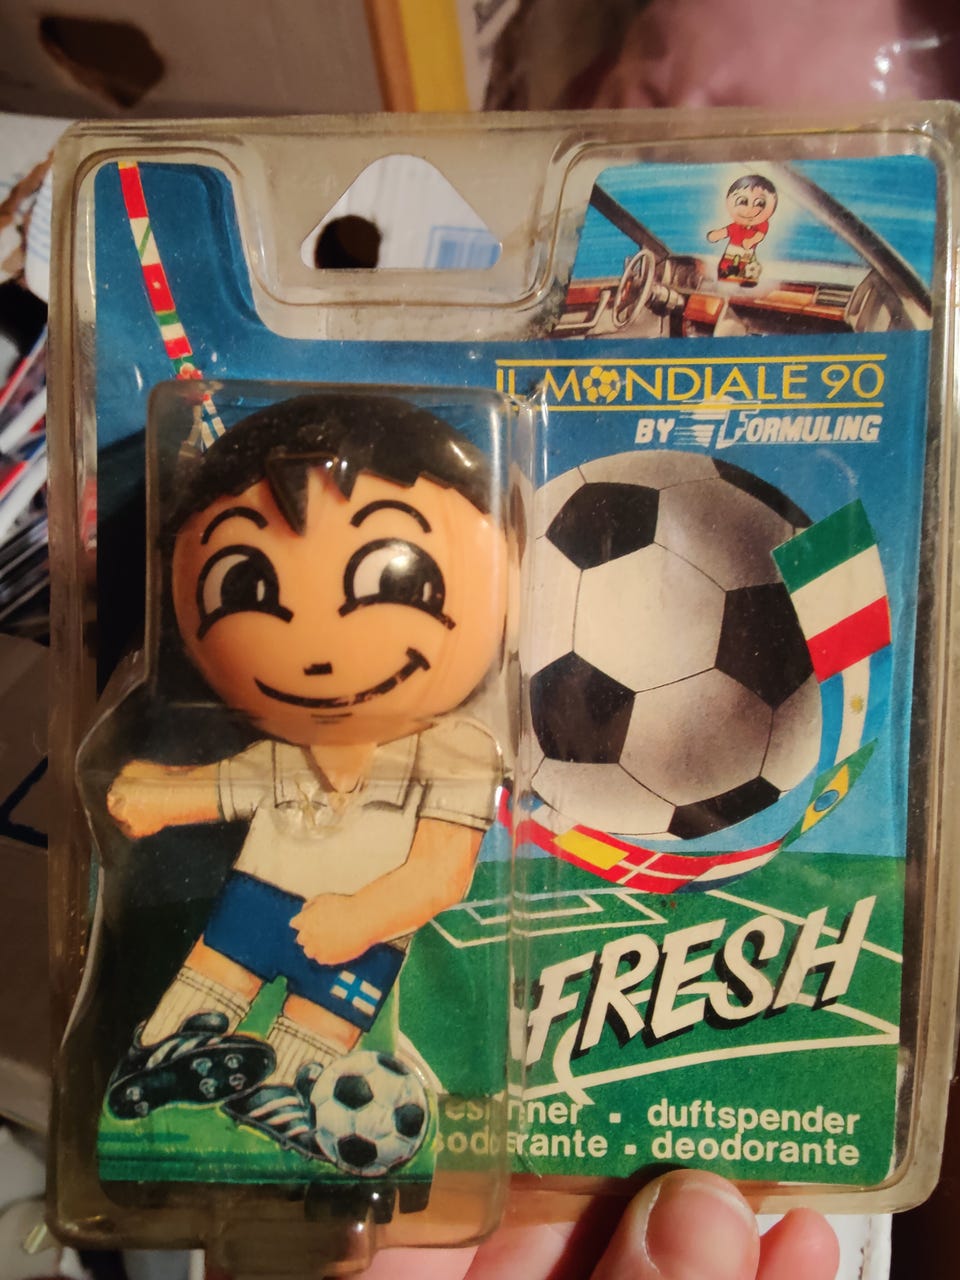 IL MONDIALE 90
BY FORMULING
FRESH
duftspender
deodorante